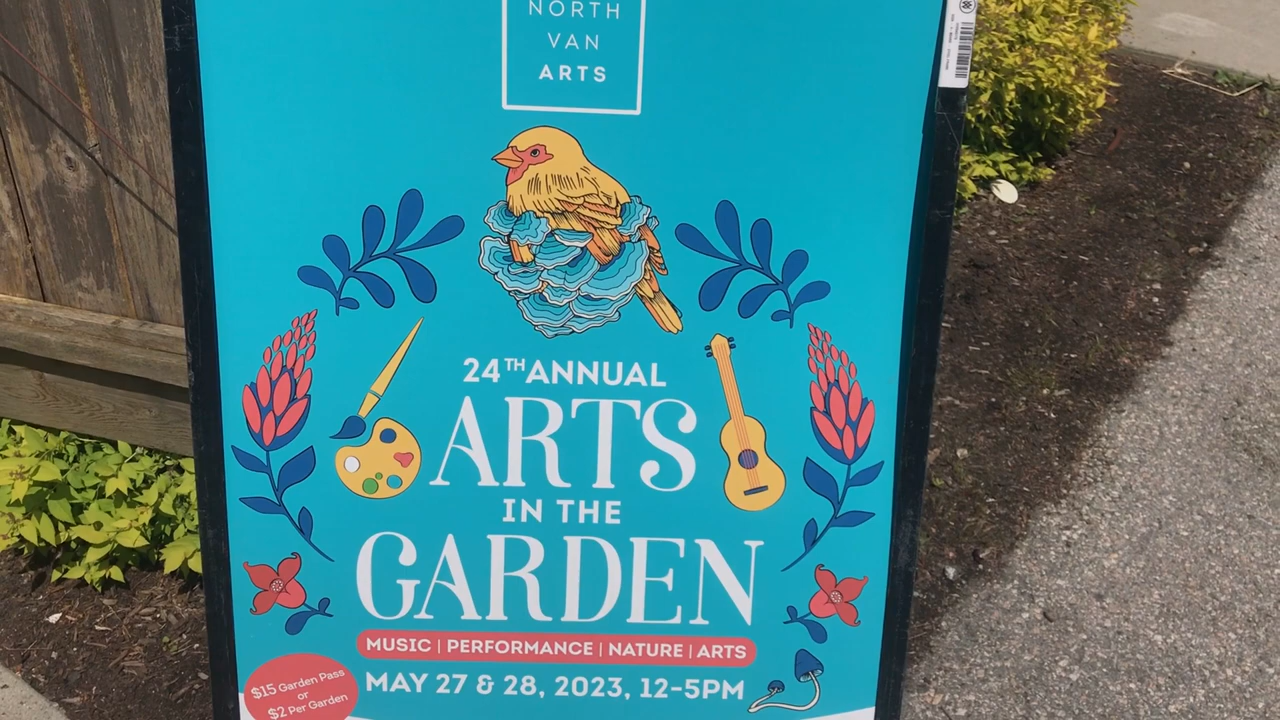 NORTH
VAN
ARTS
24TH ANNUAL
ARTS
IN THE
GARDEN
MUSIC | PERFORMANCE | NATURE | ARTS
MAY 27 & 28, 2023, 12-5PM
$15 Garden Pass
or
$2 Per Garden